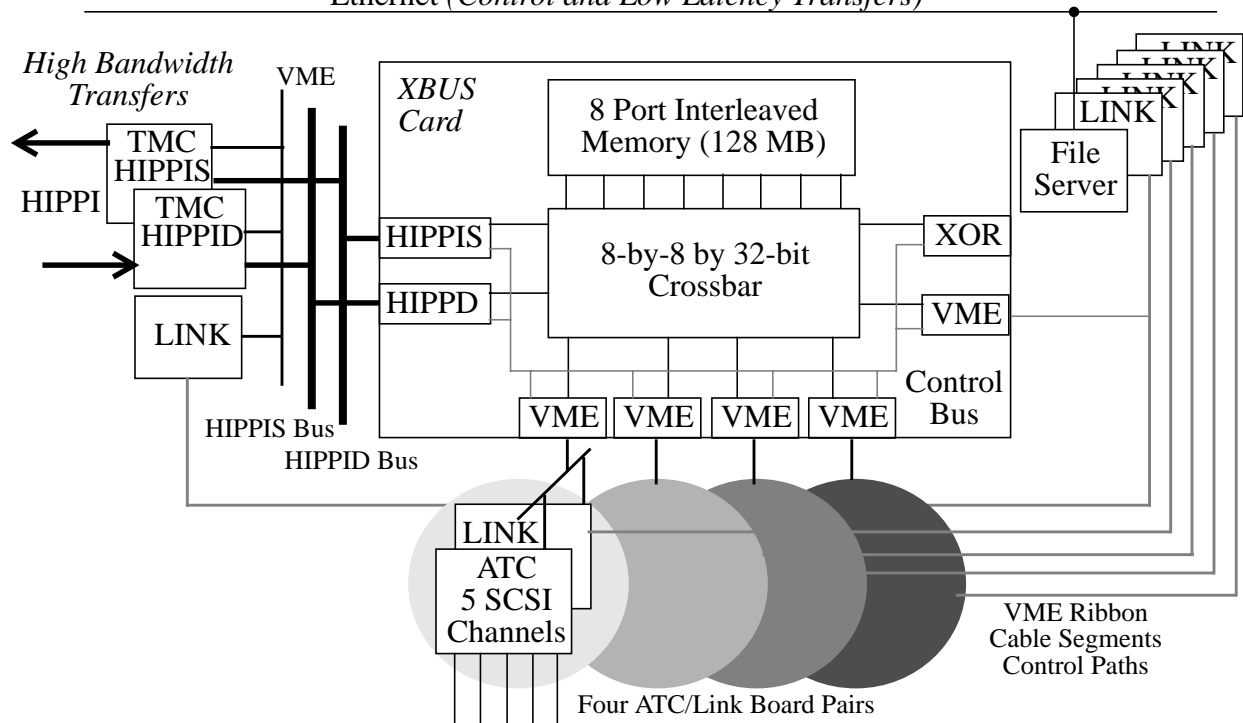 Ethernet (Control and Low Latency Transfers)
High Bandwidth
Transfers
VME
XBUS
Card
8 Port Interleaved
Memory (128 MB)
LINK
LINK
LINK
LINK
LINK
File
Server
TMC
HIPPIS
HIPPI
TMC
HIPPID
LINK
HIPPIS
HIPPD
8-by-8 by 32-bit
Crossbar
XOR
VME
Control
Bus
VME
VME
VME
VME
HIPPIS Bus
HIPPID Bus
LINK
ATC
5 SCSI
Channels
VME Ribbon
Cable Segments
Control Paths
Four ATC/Link Board Pairs